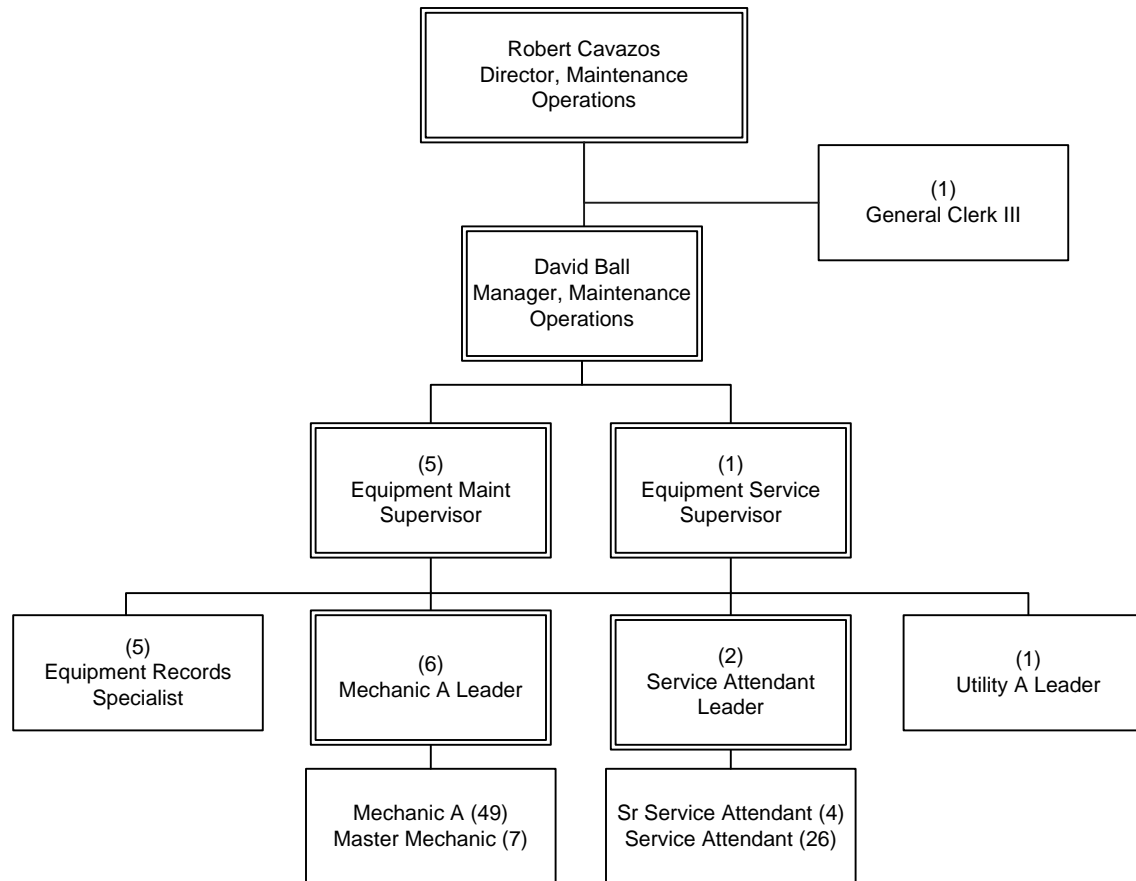 Robert Cavazos
Director, Maintenance
Operations
(1)
General Clerk III
David Ball
Manager, Maintenance
Operations
(5)
Equipment Maint
Supervisor
(1)
Equipment Service
Supervisor
(5)
Equipment Records
Specialist
(6)
Mechanic A Leader
(2)
Service Attendant
Leader
(1)
Utility A Leader
Mechanic A (49)
Master Mechanic (7)
Sr Service Attendant (4)
Service Attendant (26)